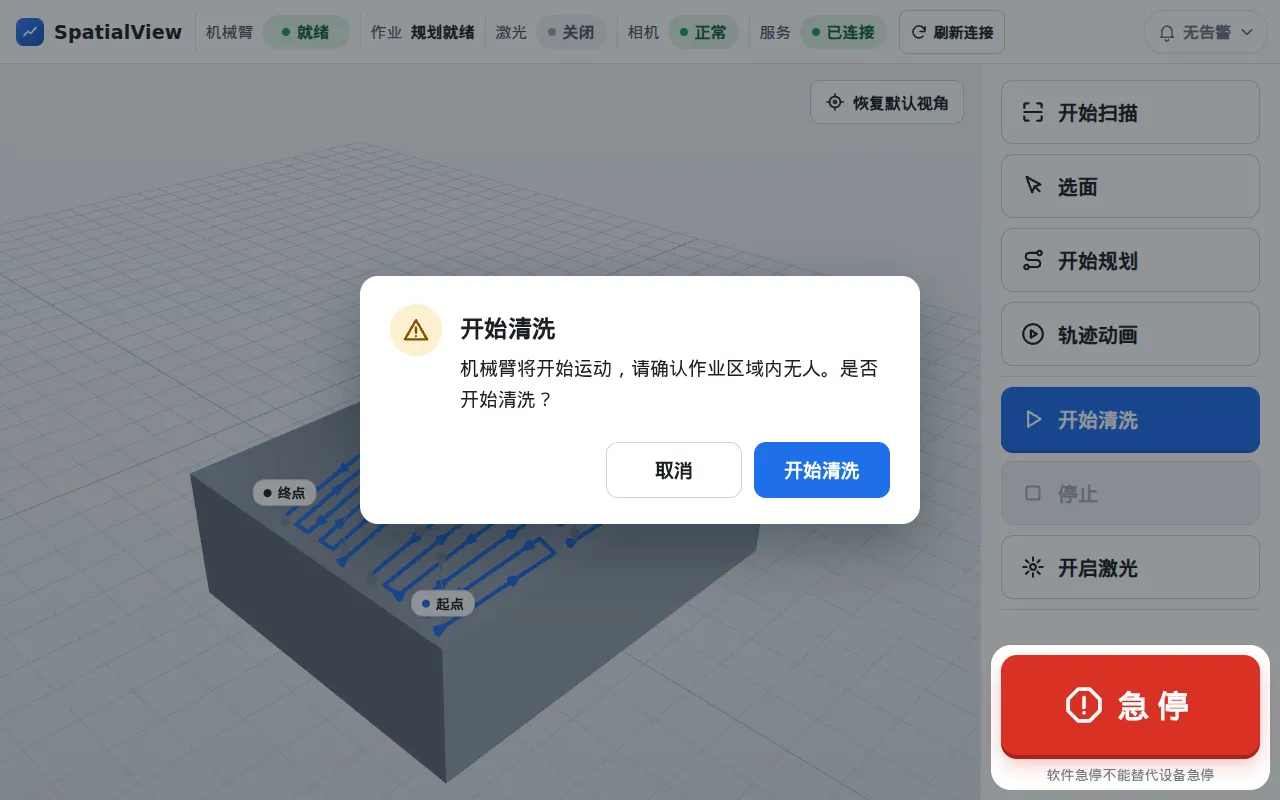 SpatialView
机械臂 就绪
作业 规划就绪
激光 关闭
相机 正常
服务 已连接
刷新连接
无告警
恢复默认视角
开始扫描
选面
开始规划
轨迹动画
开始清洗
停止
开启激光
终点
起点
开始清洗
机械臂将开始运动，请确认作业区域内无人。是否
开始清洗？
取消
开始清洗
急停
软件急停不能替代设备急停